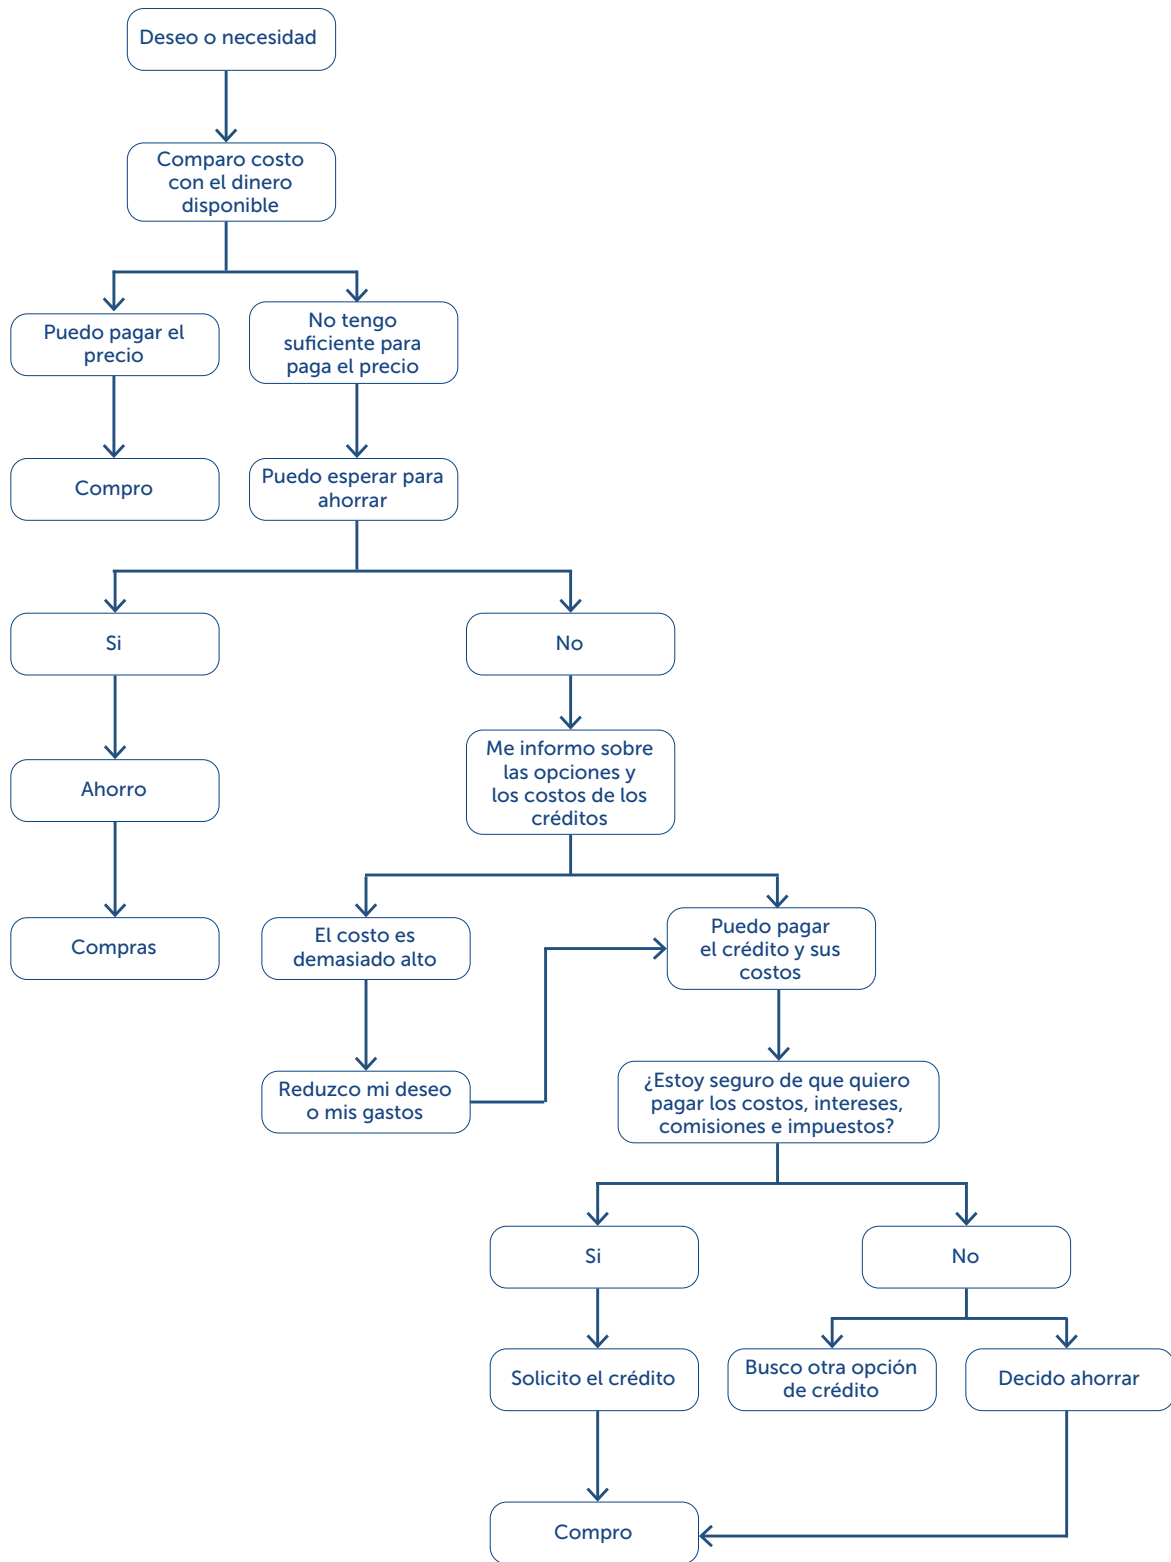 Deseo o necesidad
Comparo costo
con el dinero
disponible
Puedo pagar el
precio
No tengo
suficiente para
paga el precio
Compro
Puedo esperar para
ahorrar
Si
No
Ahorro
Me informo sobre
las opciones y
los costos de los
créditos
Compras
El costo es
demasiado alto
Puedo pagar
el crédito y sus
costos
Reduzco mi deseo
o mis gastos
¿Estoy seguro de que quiero
pagar los costos, intereses,
comisiones e impuestos?
Si
No
Solicito el crédito
Busco otra opción
de crédito
Decido ahorrar
Compro